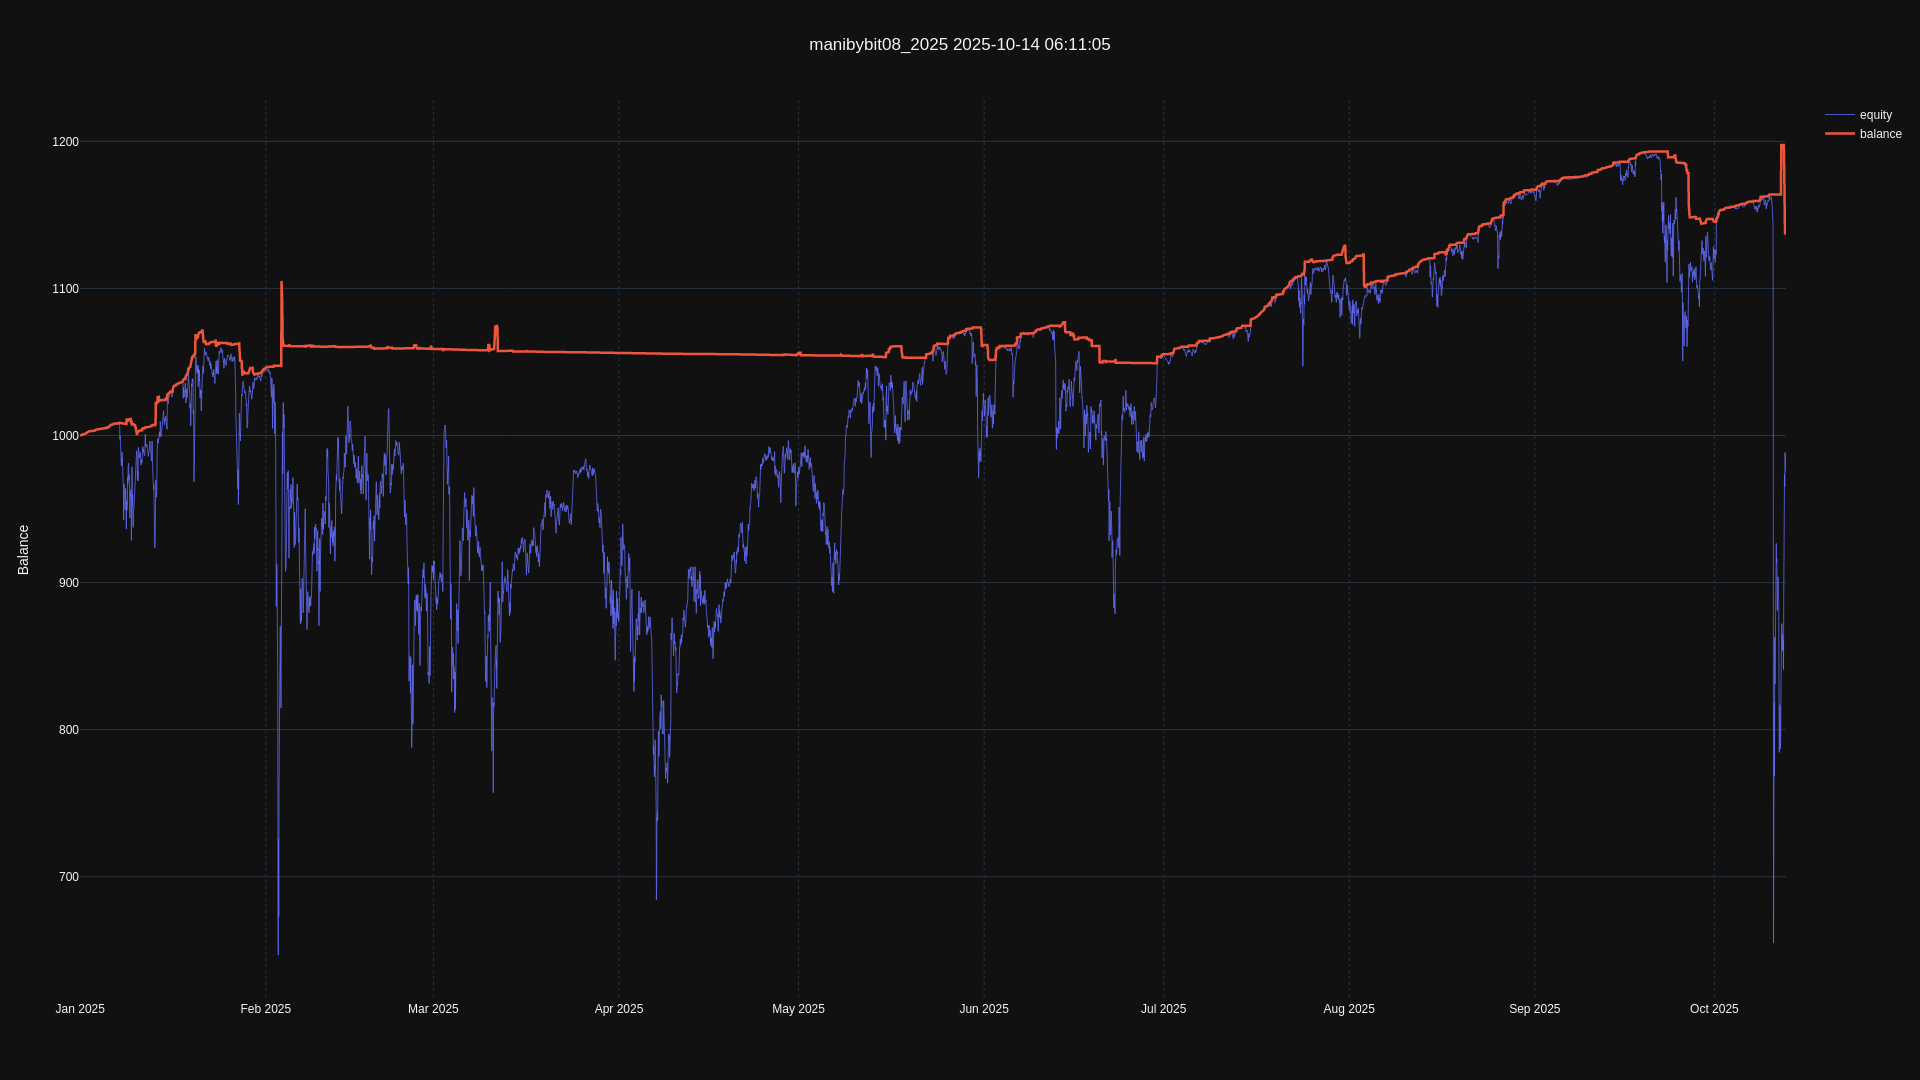 manibybit08_2025 2025-10-14 06:11:05
equity
balance
1200
1100
1000
900
800
700
Balance
Jan 2025
Feb 2025
Mar 2025
Apr 2025
May 2025
Jun 2025
Jul 2025
Aug 2025
Sep 2025
Oct 2025